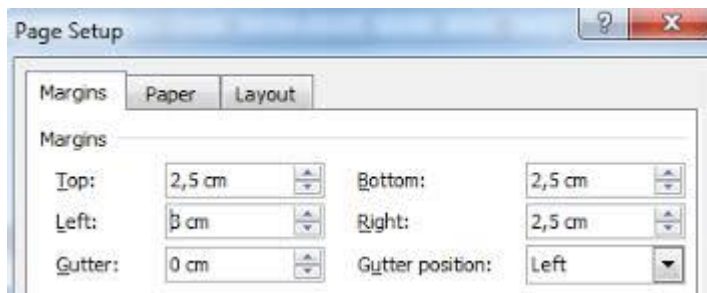 Page Setup
Margins Paper Layout
Margins
Top: 2,5 cm Bottom: 2,5 cm
Left: 3 cm Right: 2,5 cm
Gutter: 0 cm Gutter position: Left